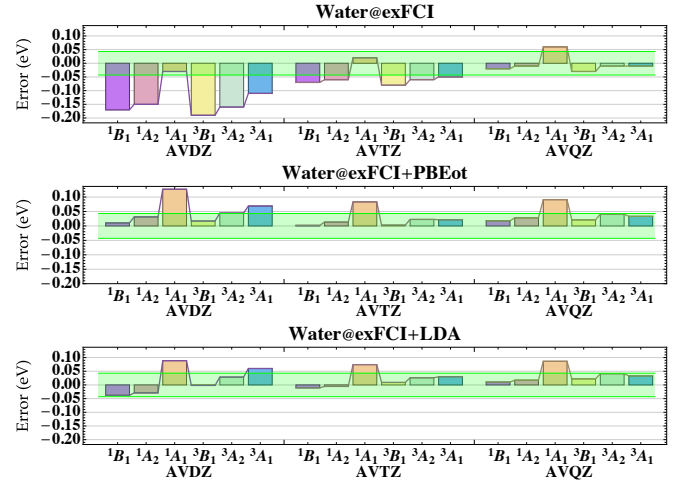 Water@exFCI
Error (eV)
0.10
0.05
0.00
−0.05
−0.10
−0.15
−0.20
¹B₁ ¹A₂ ¹A₁ ³B₁ ³A₂ ³A₁ ¹B₁ ¹A₂ ¹A₁ ³B₁ ³A₂ ³A₁ ¹B₁ ¹A₂ ¹A₁ ³B₁ ³A₂ ³A₁
AVDZ AVTZ AVQZ
Water@exFCI+PBEot
Error (eV)
0.10
0.05
0.00
−0.05
−0.10
−0.15
−0.20
¹B₁ ¹A₂ ¹A₁ ³B₁ ³A₂ ³A₁ ¹B₁ ¹A₂ ¹A₁ ³B₁ ³A₂ ³A₁ ¹B₁ ¹A₂ ¹A₁ ³B₁ ³A₂ ³A₁
AVDZ AVTZ AVQZ
Water@exFCI+LDA
Error (eV)
0.10
0.05
0.00
−0.05
−0.10
−0.15
−0.20
¹B₁ ¹A₂ ¹A₁ ³B₁ ³A₂ ³A₁ ¹B₁ ¹A₂ ¹A₁ ³B₁ ³A₂ ³A₁ ¹B₁ ¹A₂ ¹A₁ ³B₁ ³A₂ ³A₁
AVDZ AVTZ AVQZ